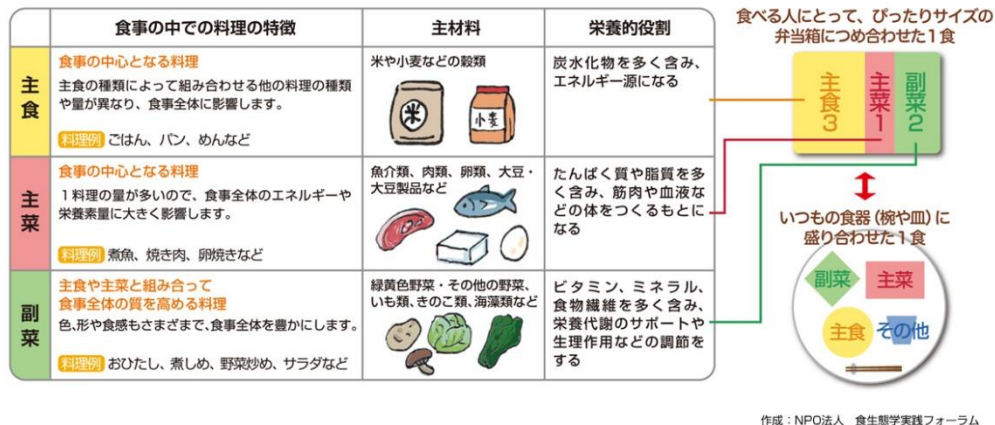 食事の中での料理の特徴
主材料
栄養的役割
主食
食事の中心となる料理
主食の種類によって組み合わせる他の料理の種類
や量が異なり、食事全体に影響します。
料理例 ごはん、パン、めんなど
米や小麦などの穀類
米
小麦
炭水化物を多く含み、
エネルギー源になる
主菜
食事の中心となる料理
1料理の量が多いので、食事全体のエネルギーや
栄養素量に大きく影響します。
料理例 煮魚、焼き肉、卵焼きなど
魚介類、肉類、卵類、大豆・
大豆製品など
たんぱく質や脂質を多
く含み、筋肉や血液な
どの体をつくるもとに
なる
副菜
主食や主菜と組み合って
食事全体の質を高める料理
色、形や食感もさまざまで、食事全体を豊かにします。
料理例 おひたし、煮しめ、野菜炒め、サラダなど
緑黄色野菜・その他の野菜、
いも類、きのこ類、海藻類など
ビタミン、ミネラル、
食物繊維を多く含み、
栄養代謝のサポートや
生理作用などの調節を
する
食べる人にとって、ぴったりサイズの
弁当箱につめ合わせた1食
主食3
主菜1
副菜2
いつもの食器(椀や皿)に
盛り合わせた1食
副菜
主菜
主食
その他
作成:NPO法人 食生態学実践フォーラム